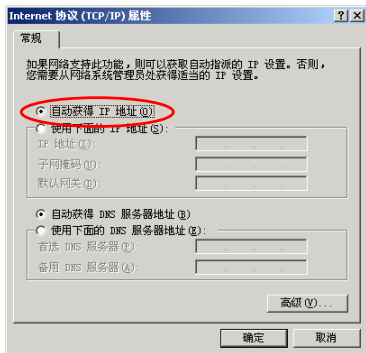 Internet 协议 (TCP/IP) 属性
常规
如果网络支持此功能，则可以获取自动指派的 IP 设置。否则，
您需要从网络系统管理员处获得适当的 IP 设置。
自动获得 IP 地址(O)
使用下面的 IP 地址(S):
IP 地址(I):
子网掩码(U):
默认网关(D):
自动获得 DNS 服务器地址(B)
使用下面的 DNS 服务器地址(E):
首选 DNS 服务器(P):
备用 DNS 服务器(A):
高级(V)...
确定 取消